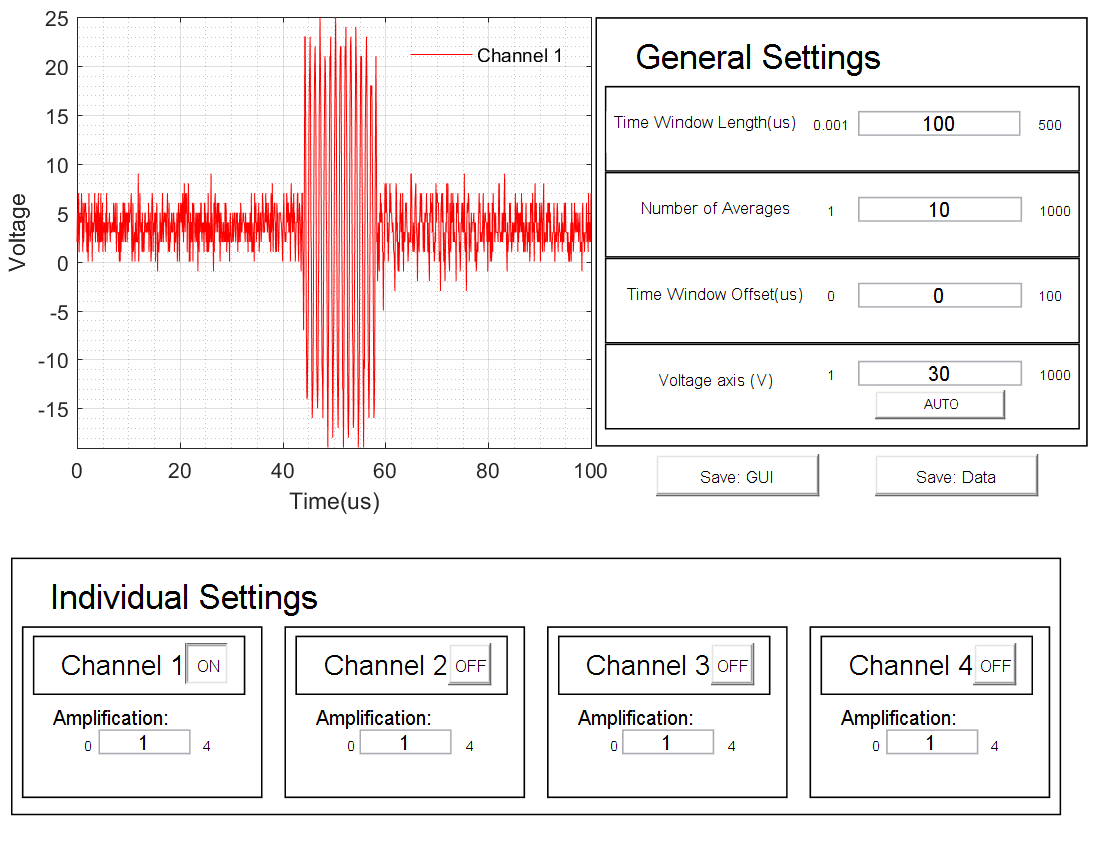 25
20
15
10
5
0
-5
-10
-15
Voltage
0 20 40 60 80 100
Time(us)
Channel 1
General Settings
Time Window Length(us) 0.001 100 500
Number of Averages 1 10 1000
Time Window Offset(us) 0 0 100
Voltage axis (V) 1 30 1000
AUTO
Save: GUI Save: Data
Individual Settings
Channel 1 ON
Amplification:
0 1 4
Channel 2 OFF
Amplification:
0 1 4
Channel 3 OFF
Amplification:
0 1 4
Channel 4 OFF
Amplification:
0 1 4